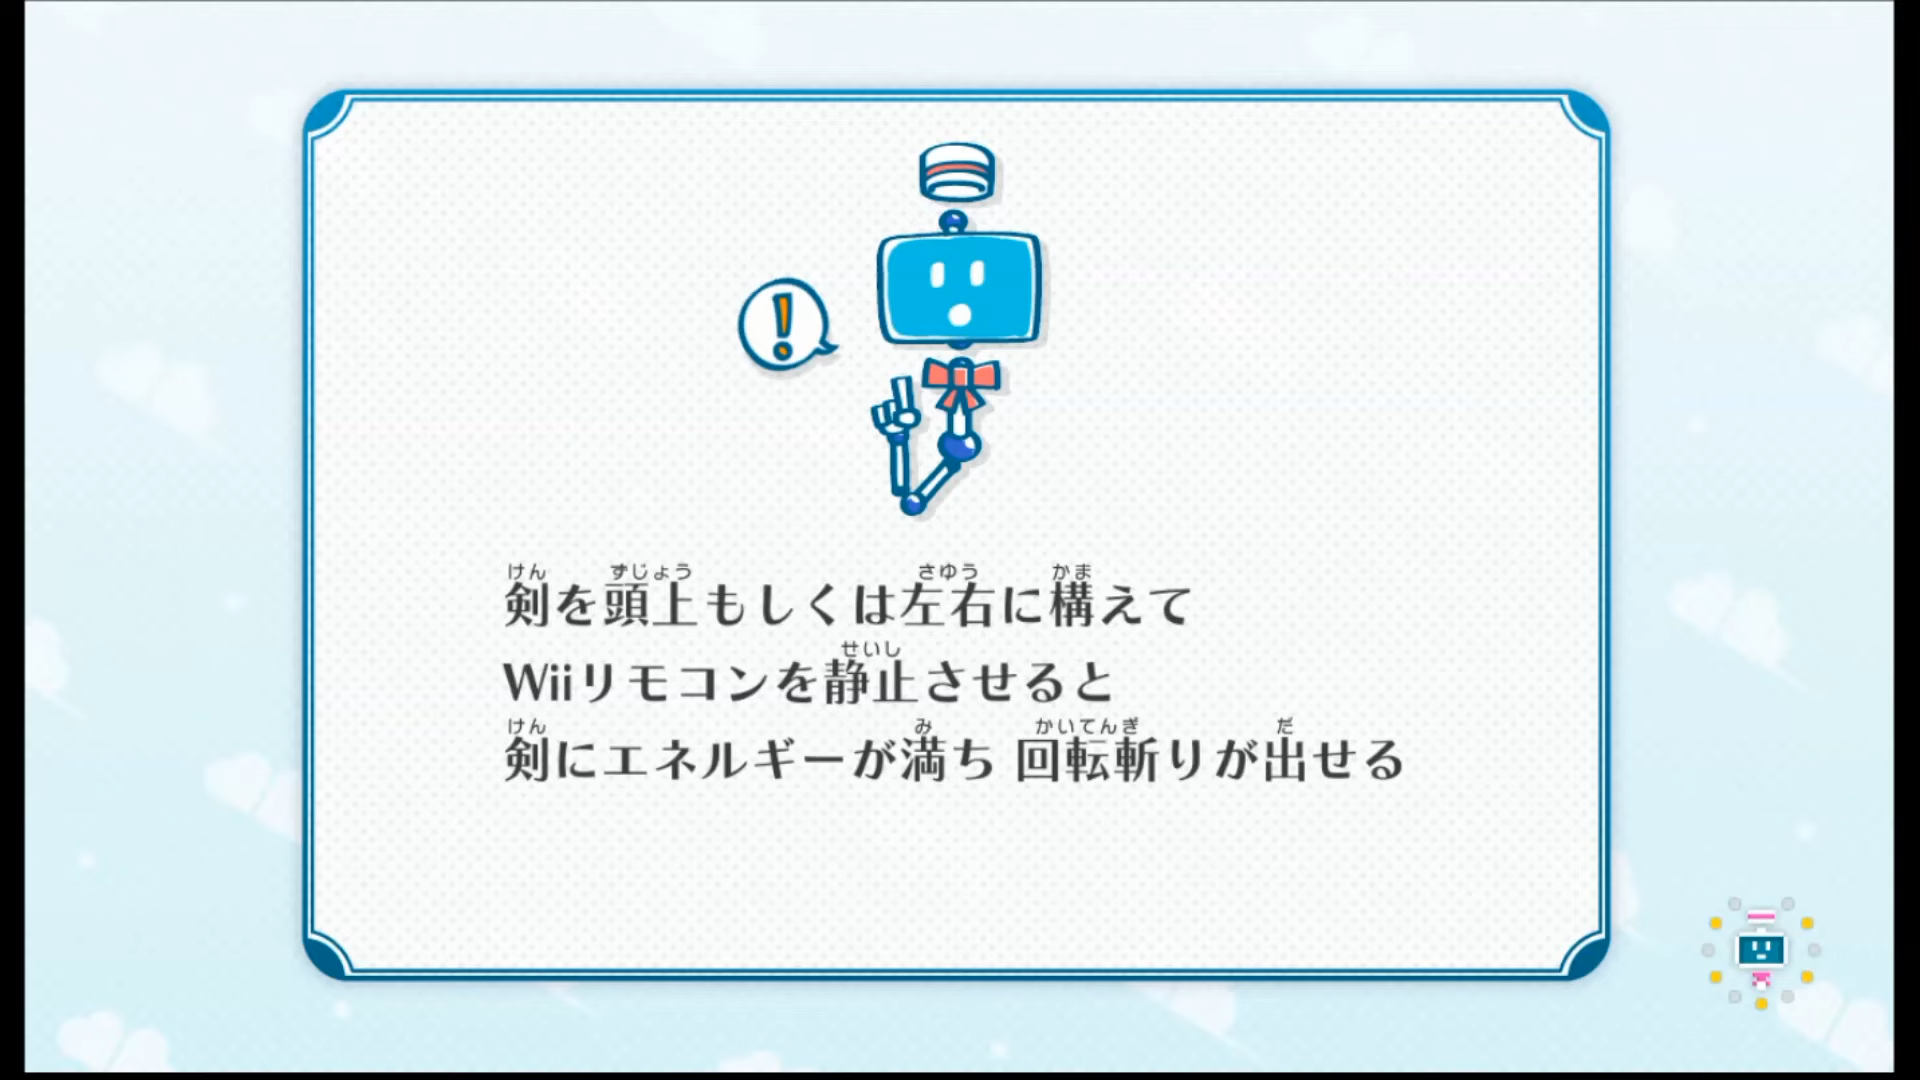 !
剣を頭上もしくは左右に構えて
Wiiリモコンを静止させると
剣にエネルギーが満ち 回転斬りが出せる